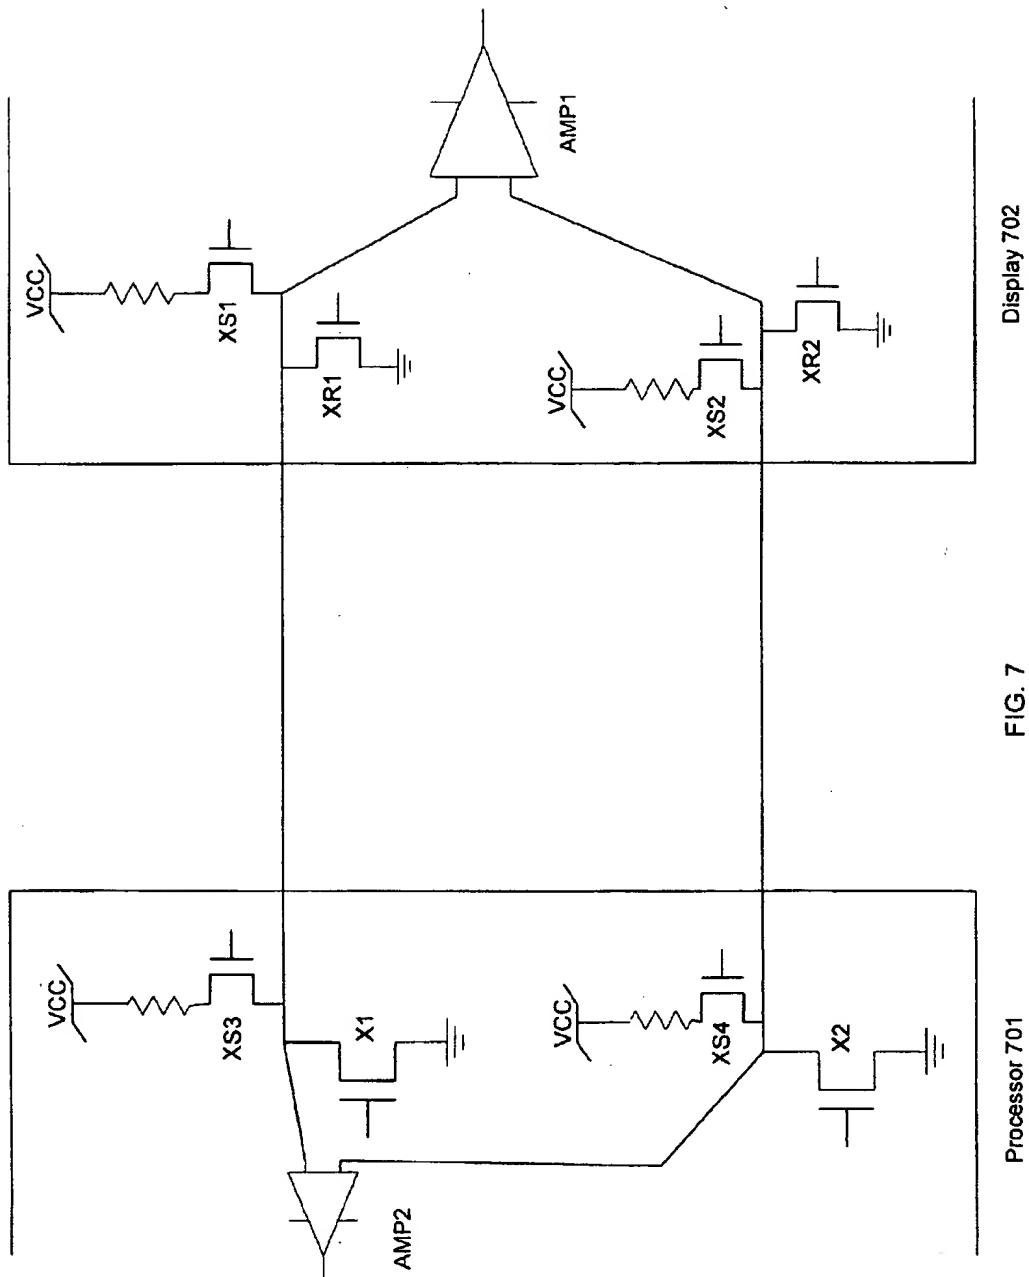 VCC
XS3
X1
VCC
XS4
X2
AMP2
Processor 701
VCC
XS1
XR1
VCC
XS2
XR2
AMP1
Display 702
FIG. 7